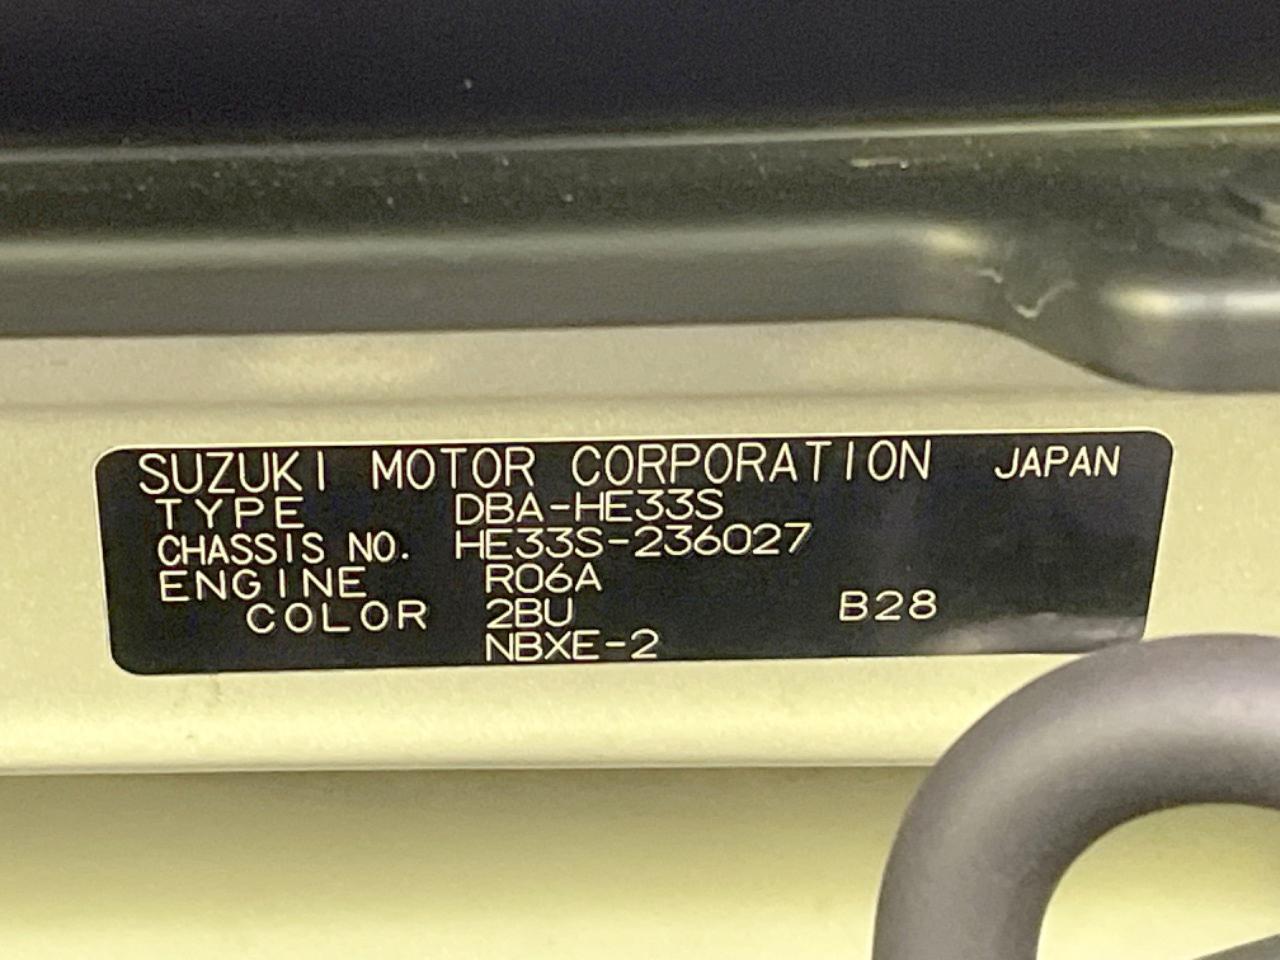 SUZUKI MOTOR CORPORATION JAPAN
TYPE DBA-HE33S
CHASSIS NO. HE33S-236027
ENGINE R06A
COLOR 2BU B28
NBXE-2